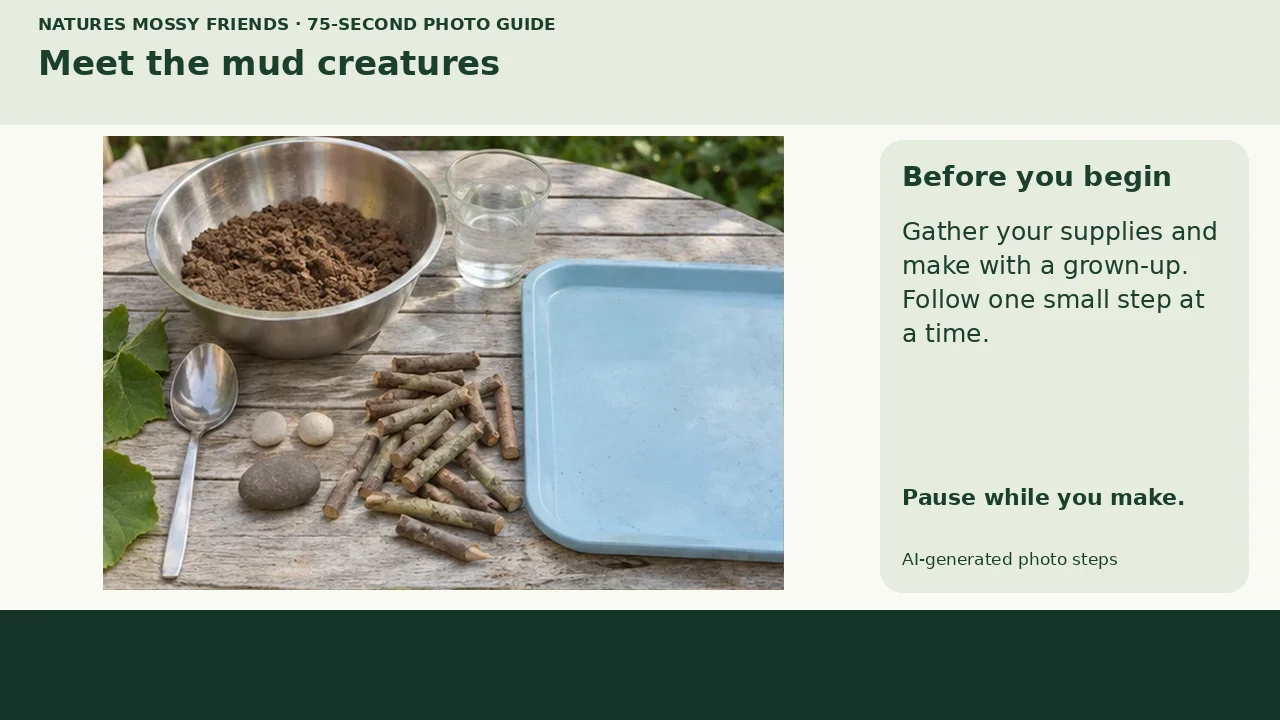 NATURES MOSSY FRIENDS · 75-SECOND PHOTO GUIDE
Meet the mud creatures
Before you begin
Gather your supplies and
make with a grown-up.
Follow one small step at
a time.
Pause while you make.
AI-generated photo steps